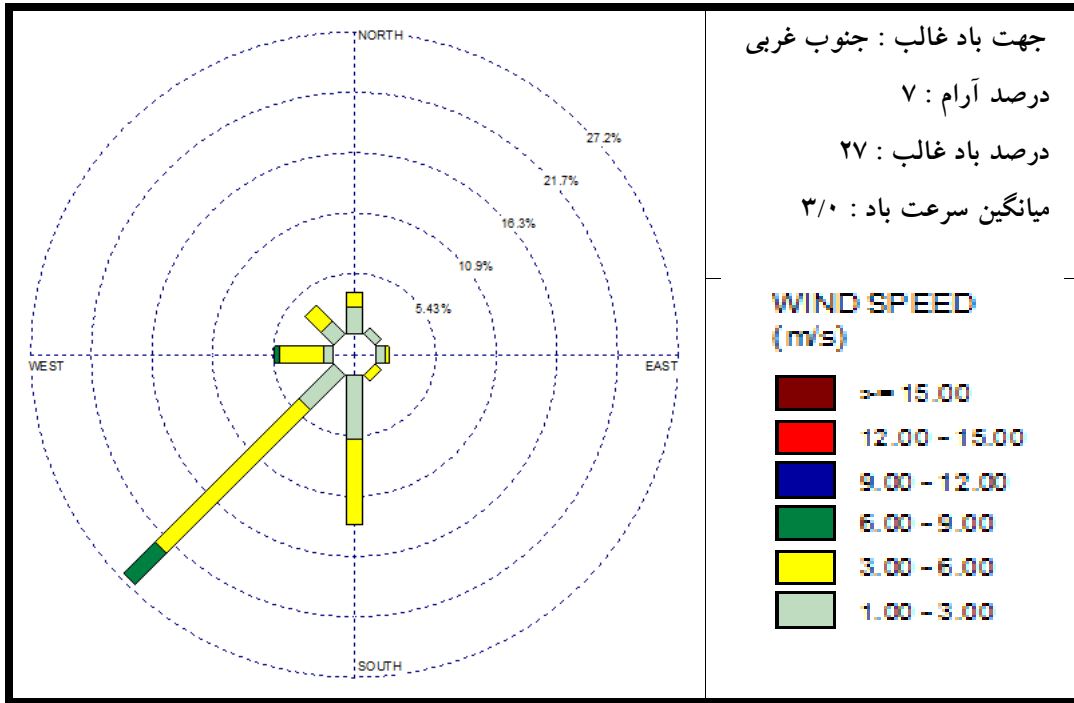 NORTH
27.2%
21.7%
16.3%
10.9%
5.43%
WEST
EAST
SOUTH
جهت باد غالب : جنوب غربی
درصد آرام : ۷
درصد باد غالب : ۲۷
میانگین سرعت باد : ۳/۰
WIND SPEED
(m/s)
>= 15.00
12.00 - 15.00
9.00 - 12.00
6.00 - 9.00
3.00 - 6.00
1.00 - 3.00